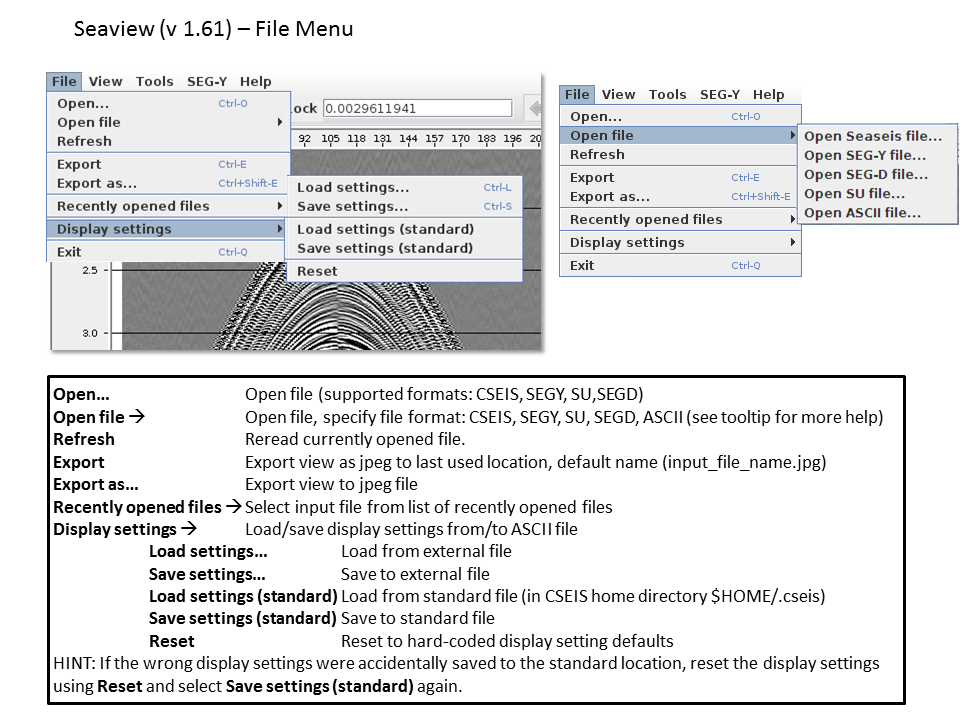 Seaview (v 1.61) – File Menu
File View Tools SEG-Y Help
Open... Ctrl-O
Open file
Refresh
Export Ctrl-E
Export as... Ctrl+Shift-E
Recently opened files
Display settings
Exit Ctrl-Q
ock 0.0029611941
92 105 118 131 144 157 170 183 196 20
Load settings... Ctrl-L
Save settings... Ctrl-S
Load settings (standard)
Save settings (standard)
Reset
2.5
3.0
File View Tools SEG-Y Help
Open... Ctrl-O
Open file
Refresh
Export Ctrl-E
Export as... Ctrl+Shift-E
Recently opened files
Display settings
Exit Ctrl-Q
Open Seaseis file...
Open SEG-Y file...
Open SEG-D file...
Open SU file...
Open ASCII file...
Open... Open file (supported formats: CSEIS, SEGY, SU,SEGD)
Open file → Open file, specify file format: CSEIS, SEGY, SU, SEGD, ASCII (see tooltip for more help)
Refresh Reread currently opened file.
Export Export view as jpeg to last used location, default name (input_file_name.jpg)
Export as... Export view to jpeg file
Recently opened files → Select input file from list of recently opened files
Display settings → Load/save display settings from/to ASCII file
Load settings... Load from external file
Save settings... Save to external file
Load settings (standard) Load from standard file (in CSEIS home directory $HOME/.cseis)
Save settings (standard) Save to standard file
Reset Reset to hard-coded display setting defaults
HINT: If the wrong display settings were accidentally saved to the standard location, reset the display settings
using Reset and select Save settings (standard) again.